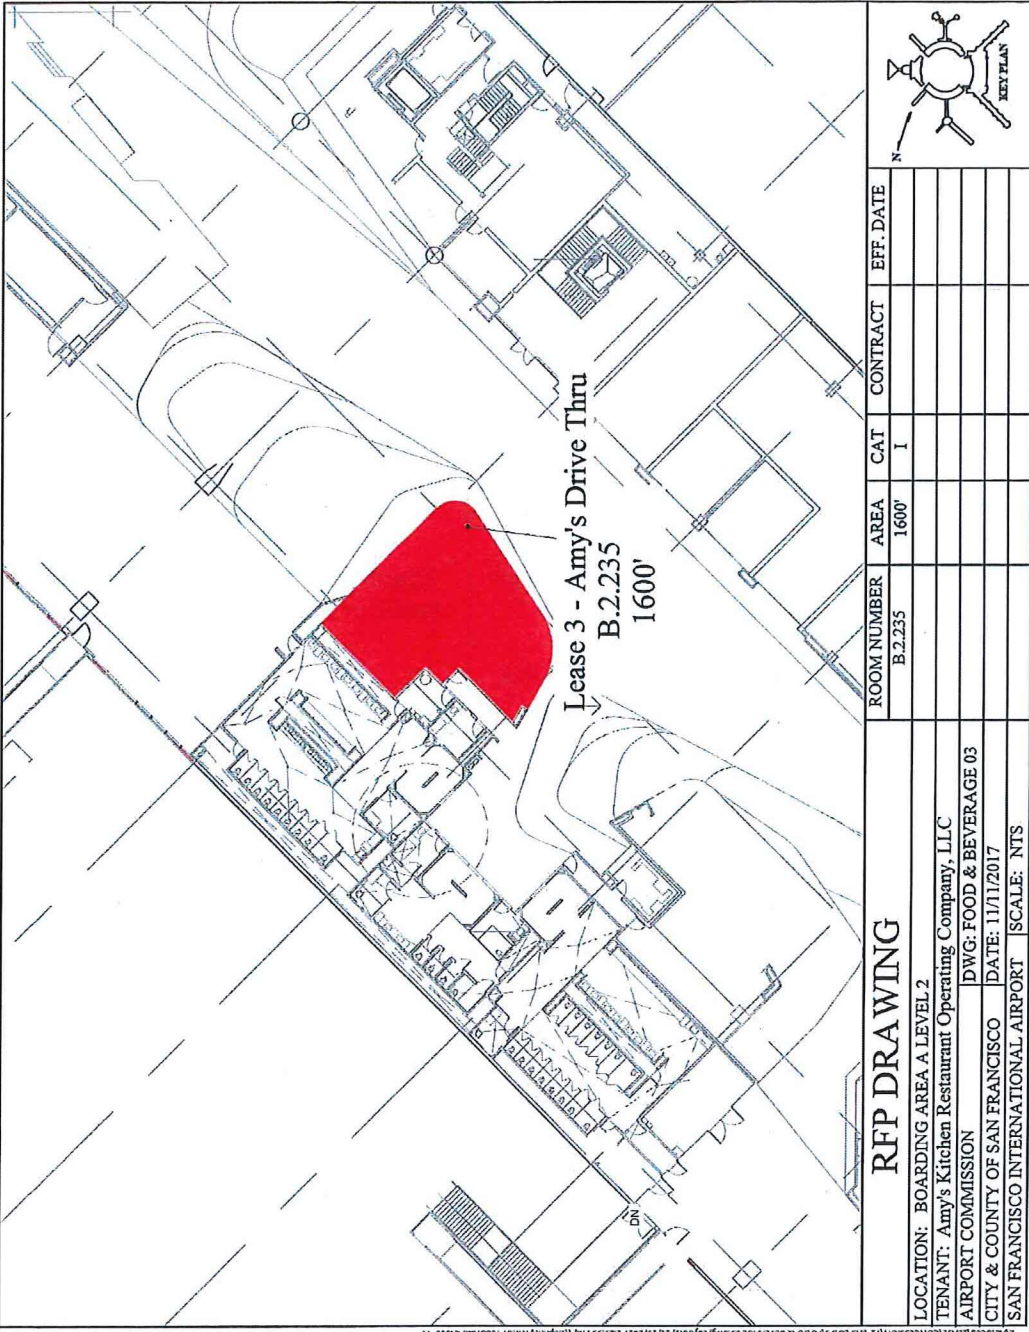 Lease 3 - Amy's Drive Thru
B.2.235
1600'
DN
RFP DRAWING
LOCATION: BOARDING AREA A LEVEL 2
TENANT: Amy's Kitchen Restaurant Operating Company, LLC
AIRPORT COMMISSION DWG: FOOD & BEVERAGE 03
CITY & COUNTY OF SAN FRANCISCO DATE: 11/1/2017
SAN FRANCISCO INTERNATIONAL AIRPORT SCALE: NTS
ROOM NUMBER AREA CAT CONTRACT EFF. DATE
B.2.235 1600' I
N
KEY PLAN